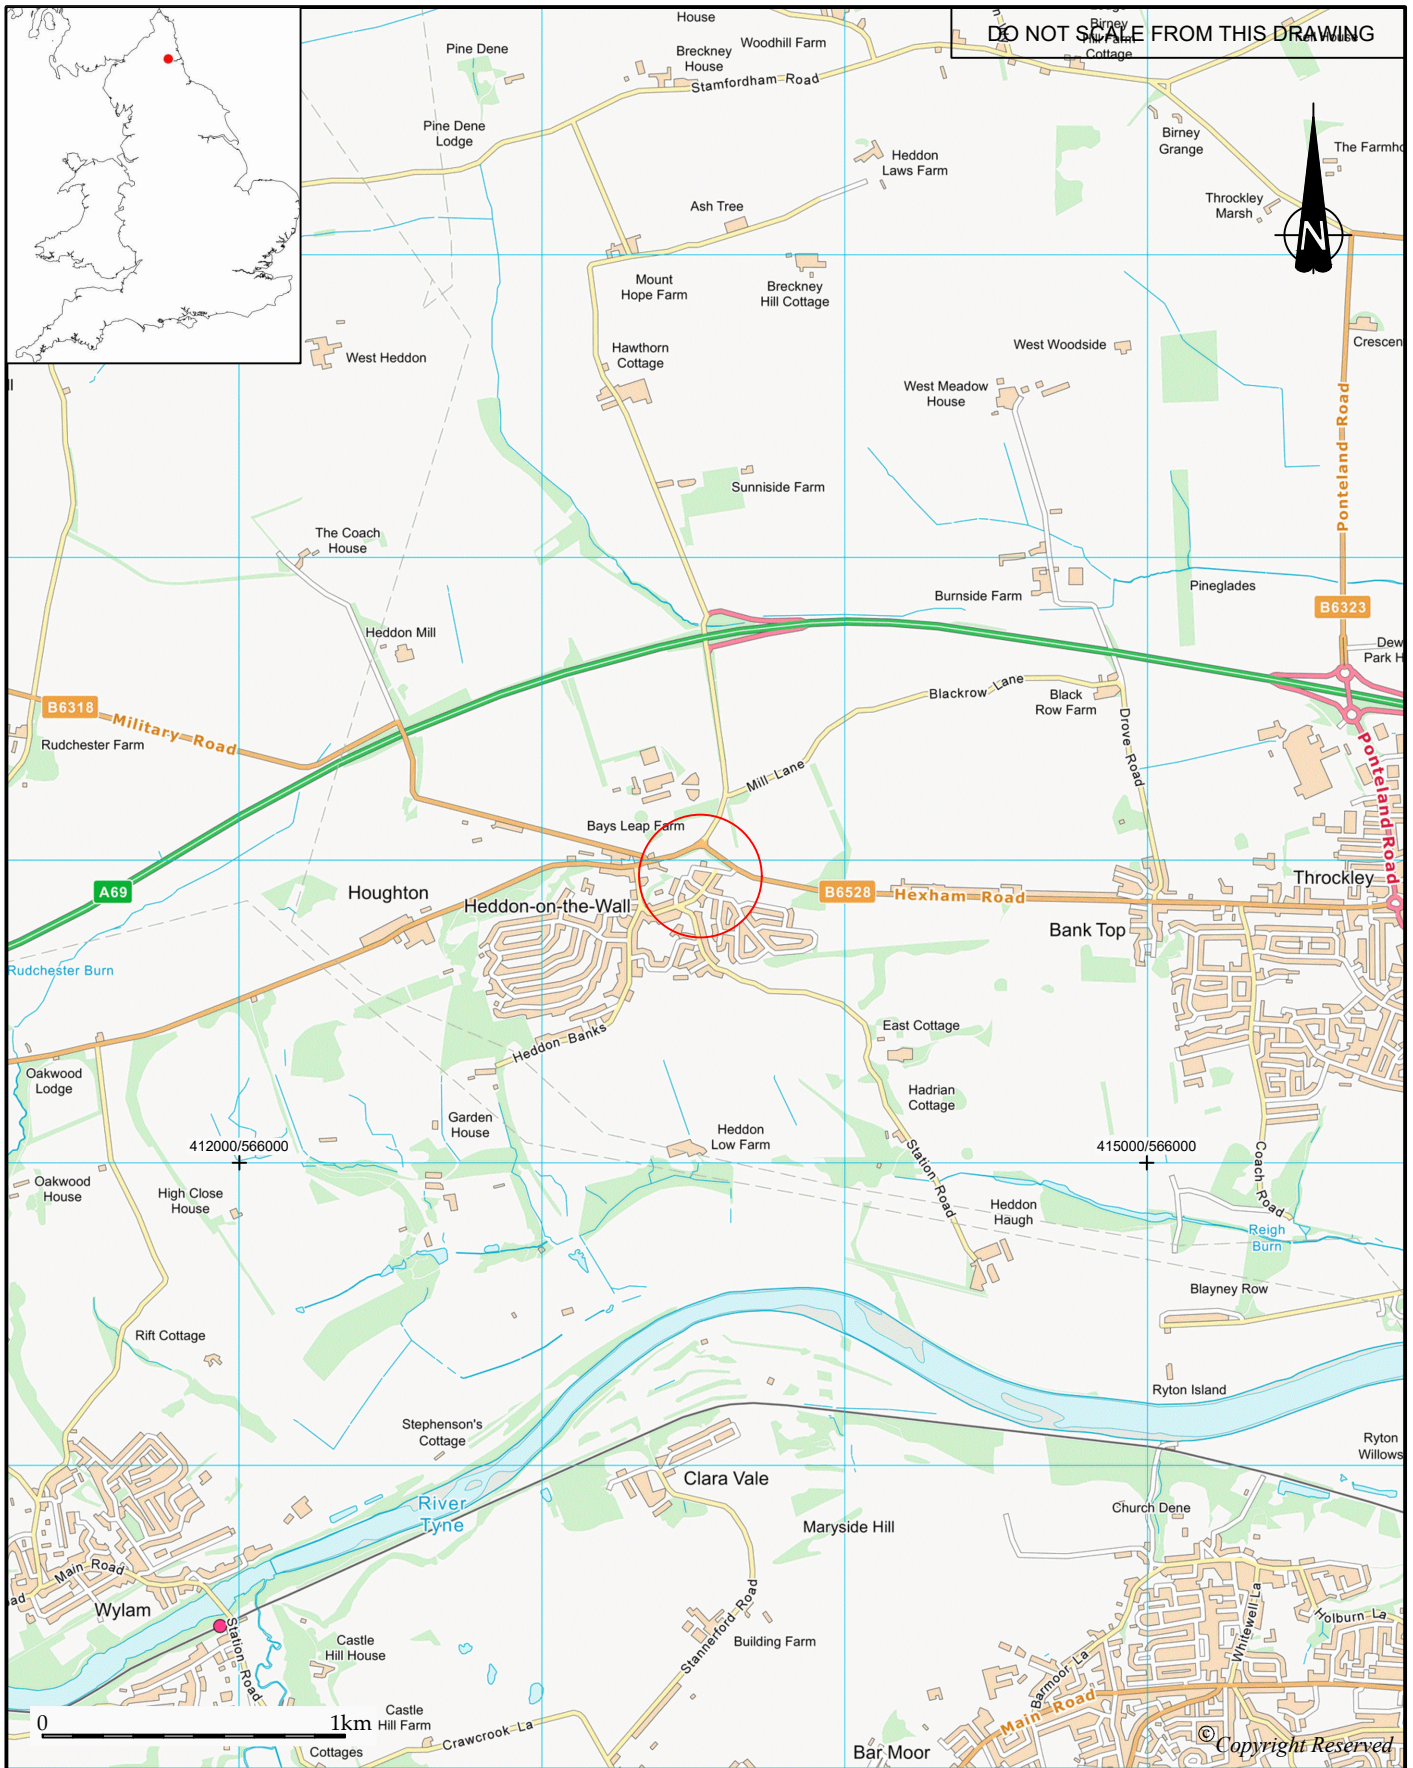 House
Pine Dene
Breckney
House
Woodhill Farm
Birney
Hill Farm
Cottage
DO NOT SCALE FROM THIS DRAWING
Stamfordham Road
Pine Dene
Lodge
Birney
Grange
The Farmho
Heddon
Laws Farm
Ash Tree
Throckley
Marsh
N
Mount
Hope Farm
Breckney
Hill Cottage
Crescen
West Heddon
Hawthorn
Cottage
West Woodside
West Meadow
House
Ponteland Road
Sunniside Farm
The Coach
House
Pineglades
Burnside Farm
B6323
Heddon Mill
Dew
Park H
Blackrow Lane
Black
Row Farm
B6318
Military Road
Rudchester Farm
Drove Road
Ponteland Road
Mill Lane
Bays Leap Farm
A69
Houghton
Heddon-on-the-Wall
B6528
Hexham Road
Throckley
Bank Top
Rudchester Burn
East Cottage
Heddon Banks
Oakwood
Lodge
Hadrian
Cottage
Garden
House
Heddon
Low Farm
412000/566000
415000/566000
Station Road
Coach Road
Oakwood
House
High Close
House
Heddon
Haugh
Reigh
Burn
Blayney Row
Rift Cottage
Ryton Island
Stephenson's
Cottage
Ryton
Willows
Clara Vale
River
Tyne
Church Dene
Maryside Hill
Main Road
oad
Wylam
Station Road
Castle
Hill House
Stannerford Road
Building Farm
Whitewell La
Holburn La
Barmoor La
Main Road
0
1km
Castle
Hill Farm
Crawcrook La
Cottages
Bar Moor
© Copyright Reserved